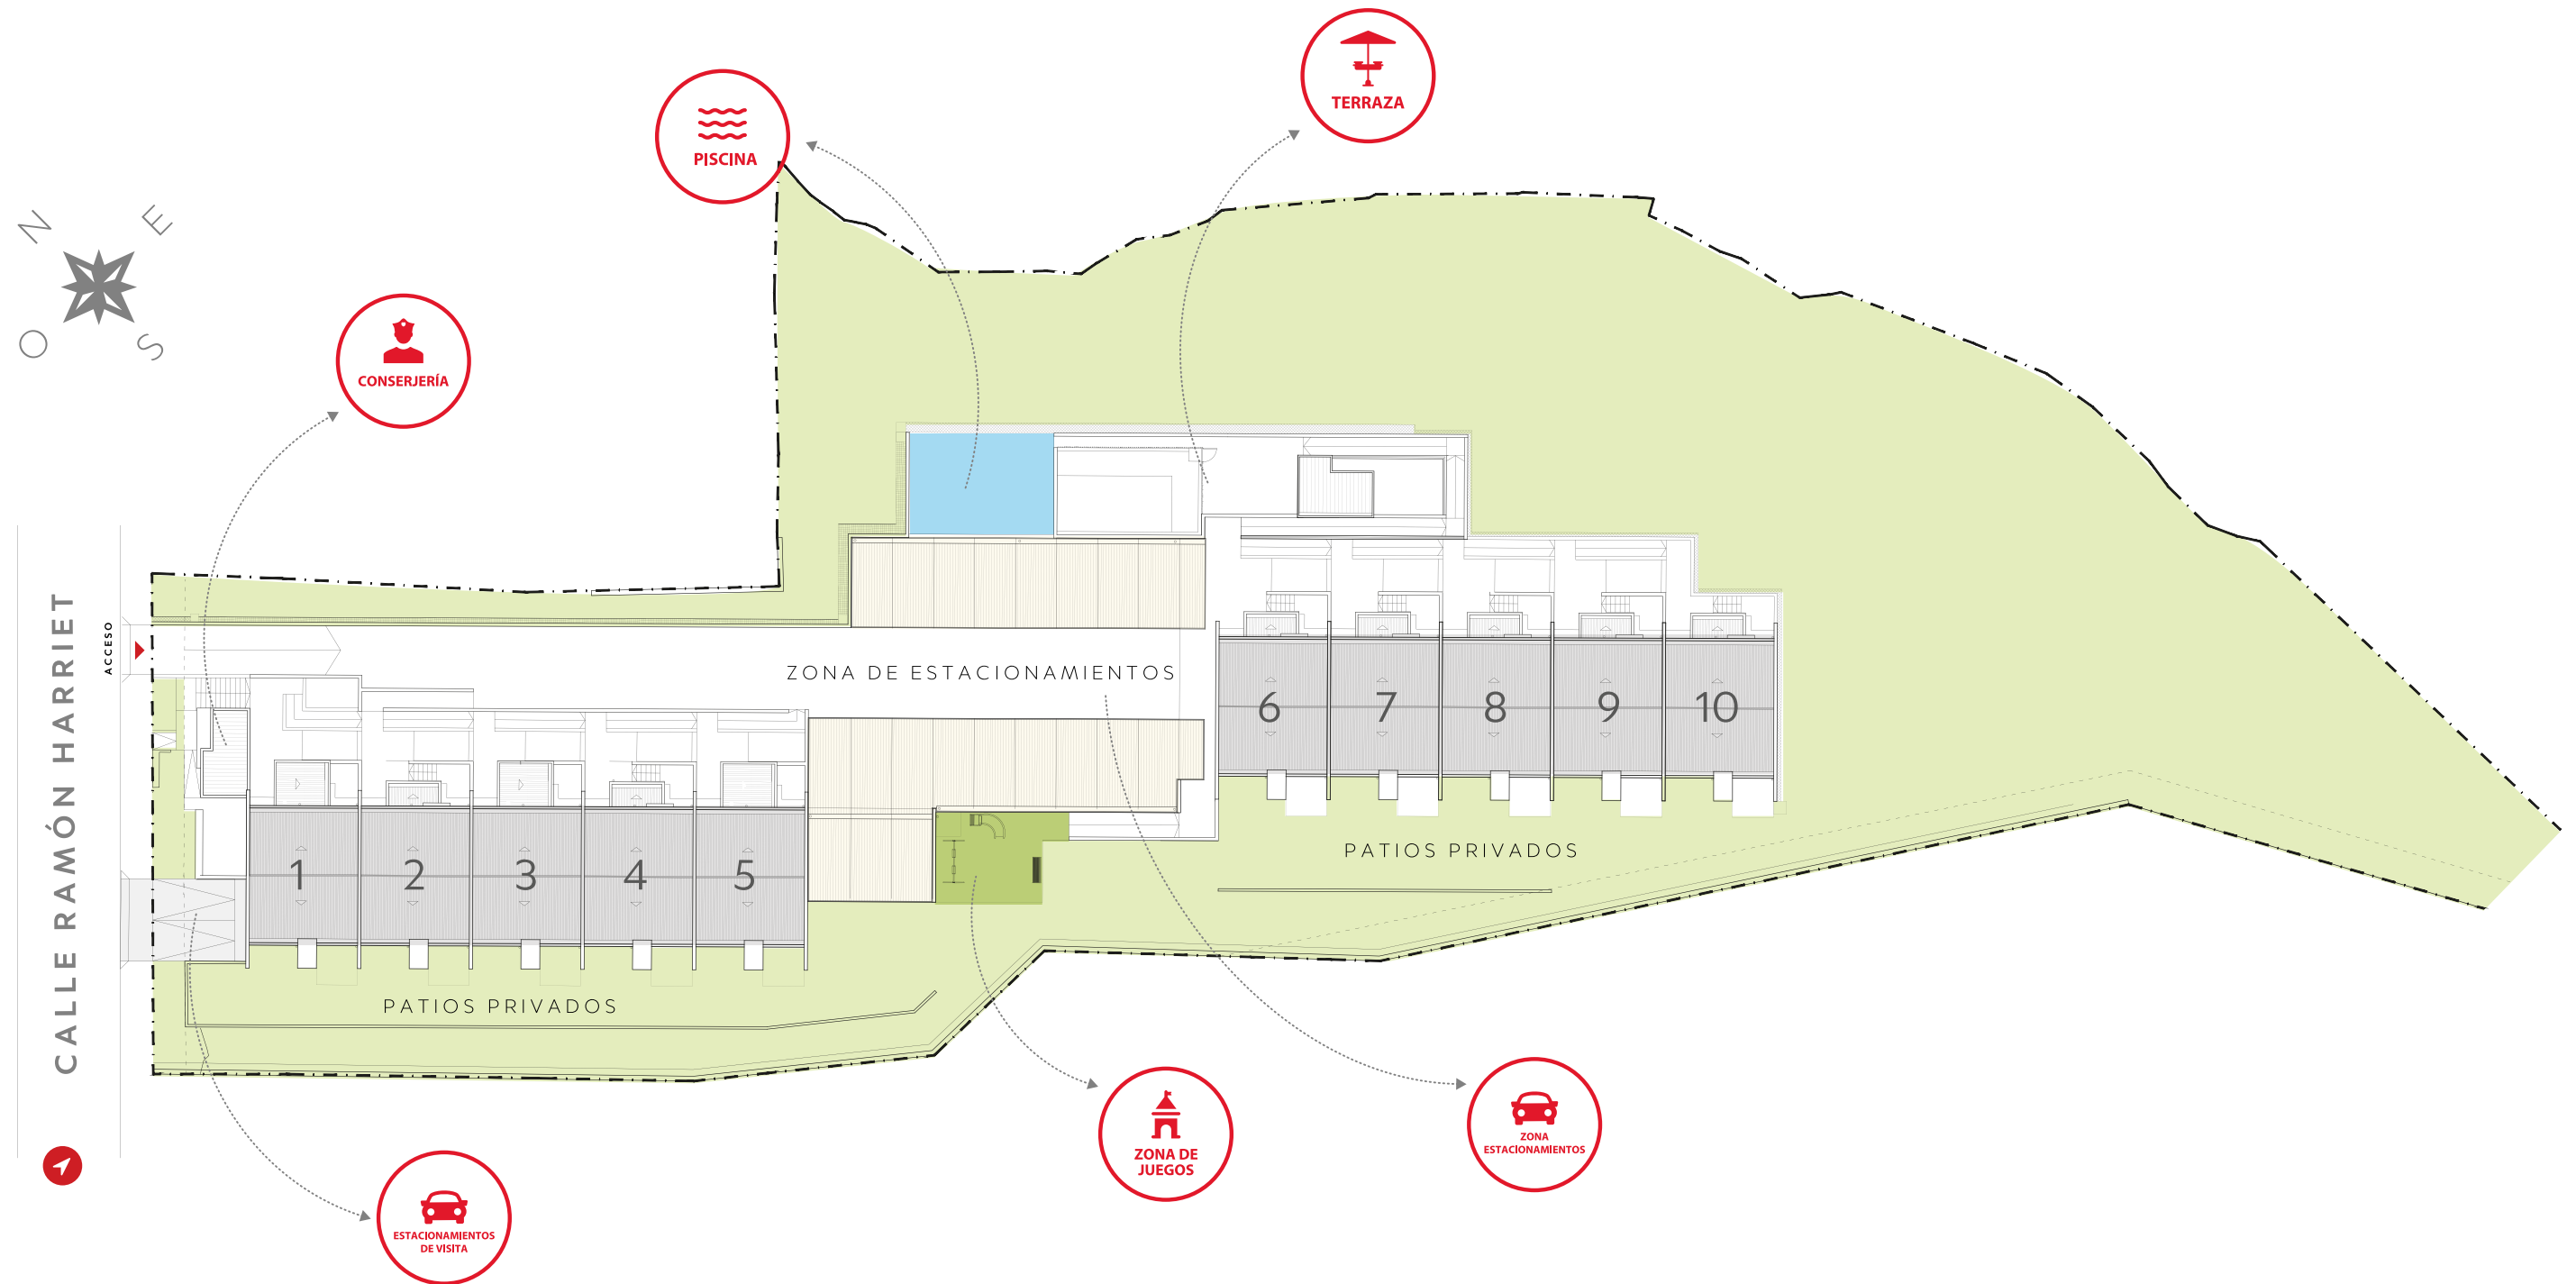 TERRAZA
PISCINA
N
E
O
S
CONSERJERÍA
CALLE RAMÓN HARRIET
ACCESO
ZONA DE ESTACIONAMIENTOS
6
7
8
9
10
1
2
3
4
5
PATIOS PRIVADOS
PATIOS PRIVADOS
ZONA DE
JUEGOS
ZONA
ESTACIONAMIENTOS
ESTACIONAMIENTOS
DE VISITA